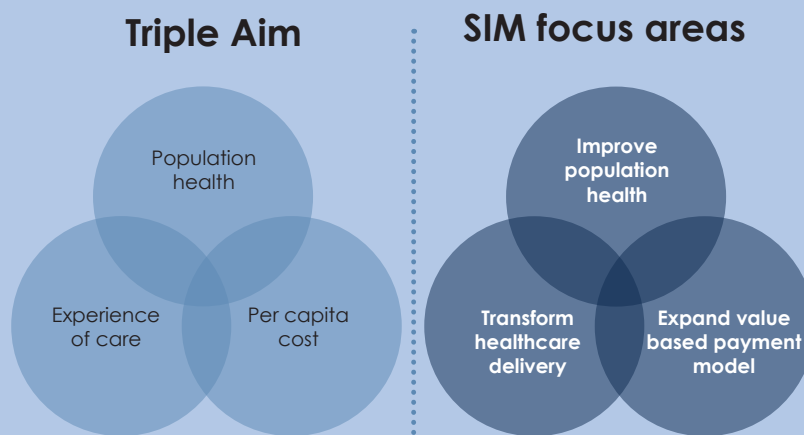 Triple Aim
Population
health
Experience
of care
Per capita
cost
SIM focus areas
Improve
population
health
Transform
healthcare
delivery
Expand value
based payment
model